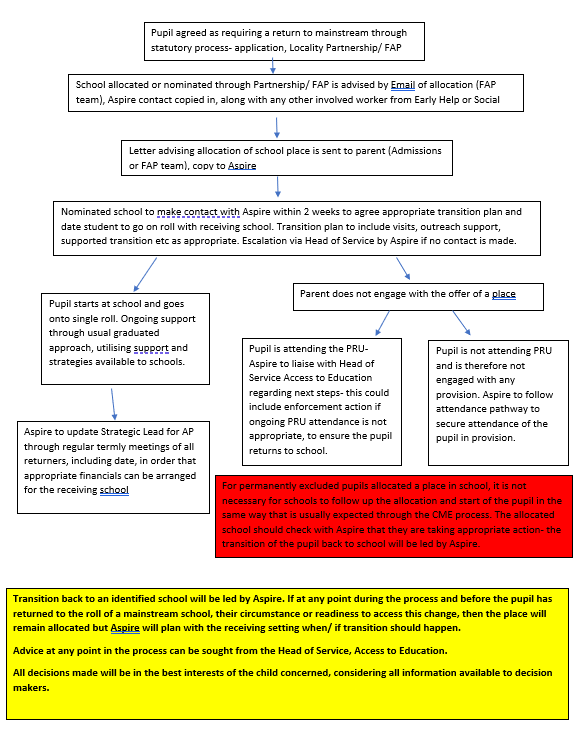 Pupil agreed as requiring a return to mainstream through
statutory process- application, Locality Partnership/ FAP
School allocated or nominated through Partnership/ FAP is advised by Email of allocation (FAP
team), Aspire contact copied in, along with any other involved worker from Early Help or Social
Letter advising allocation of school place is sent to parent (Admissions
or FAP team), copy to Aspire
Nominated school to make contact with Aspire within 2 weeks to agree appropriate transition plan and
date student to go on roll with receiving school. Transition plan to include visits, outreach support,
supported transition etc as appropriate. Escalation via Head of Service by Aspire if no contact is made.
Pupil starts at school and goes
onto single roll. Ongoing support
through usual graduated
approach, utilising support and
strategies available to schools.
Parent does not engage with the offer of a place
Pupil is attending the PRU-
Aspire to liaise with Head of
Service Access to Education
regarding next steps- this could
include enforcement action if
ongoing PRU attendance is not
appropriate, to ensure the pupil
returns to school.
Pupil is not attending PRU
and is therefore not
engaged with any
provision. Aspire to follow
attendance pathway to
secure attendance of the
pupil in provision.
Aspire to update Strategic Lead for AP
through regular termly meetings of all
returners, including date, in order that
appropriate financials can be arranged
for the receiving school
For permanently excluded pupils allocated a place in school, it is not
necessary for schools to follow up the allocation and start of the pupil in the
same way that is usually expected through the CME process. The allocated
school should check with Aspire that they are taking appropriate action- the
transition of the pupil back to school will be led by Aspire.
Transition back to an identified school will be led by Aspire. If at any point during the process and before the pupil has
returned to the roll of a mainstream school, their circumstance or readiness to access this change, then the place will
remain allocated but Aspire will plan with the receiving setting when/ if transition should happen.
Advice at any point in the process can be sought from the Head of Service, Access to Education.
All decisions made will be in the best interests of the child concerned, considering all information available to decision
makers.